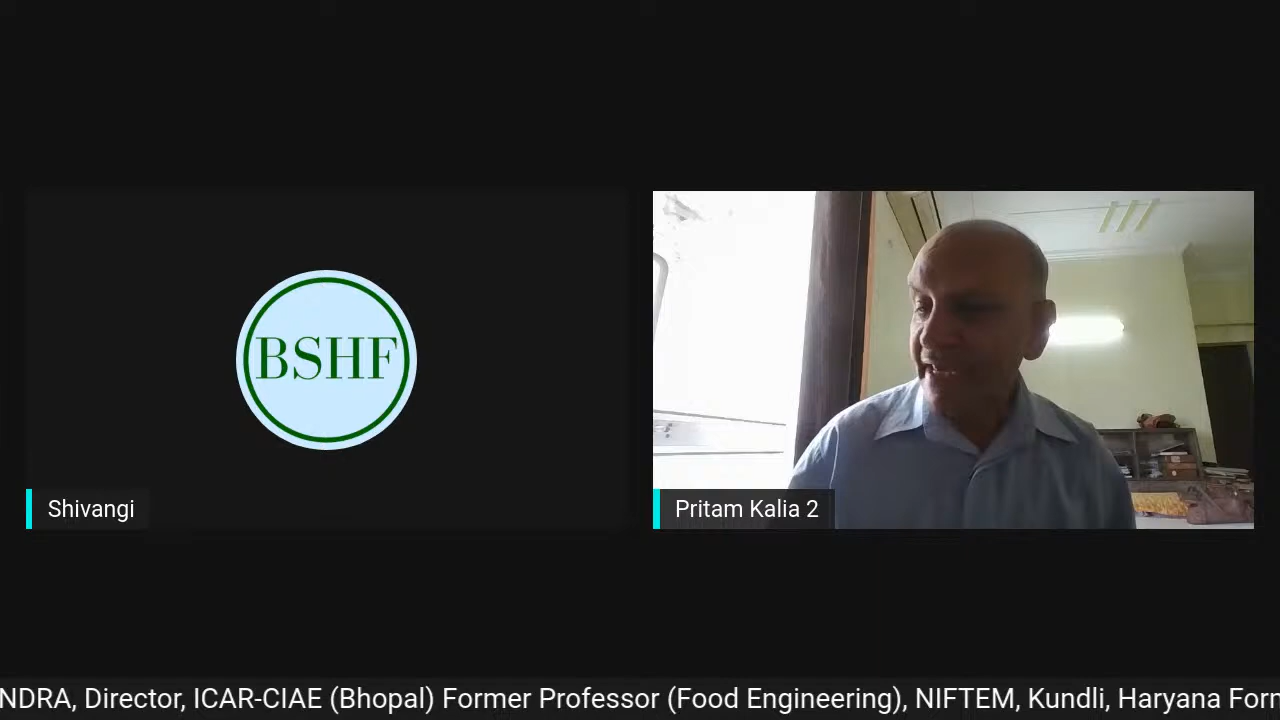 BSHF
Shivangi
Pritam Kalia 2
NDRA, Director, ICAR-CIAE (Bhopal) Former Professor (Food Engineering), NIFTEM, Kundli, Haryana Forn